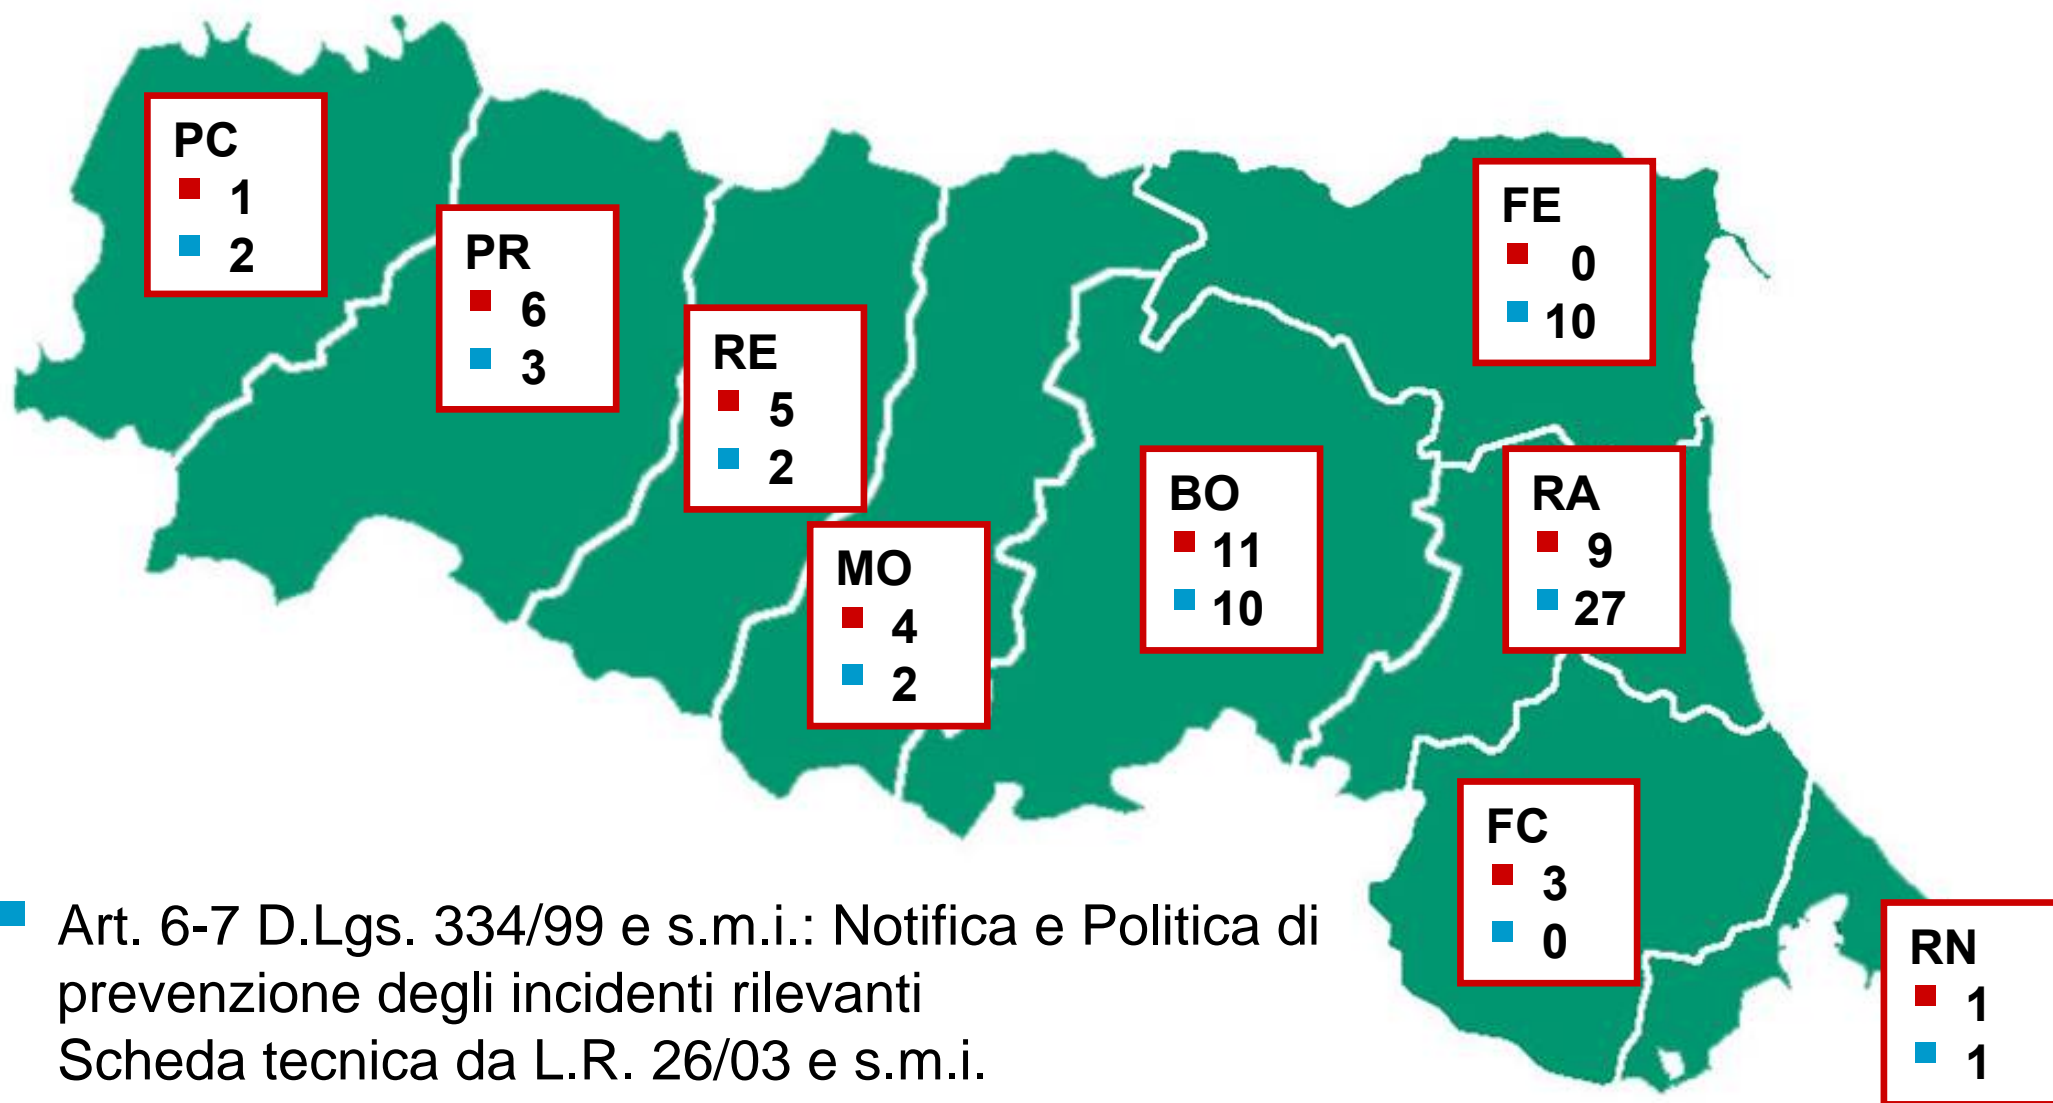 PC
1
2
PR
6
3
RE
5
2
MO
4
2
BO
11
10
FE
0
10
RA
9
27
FC
3
0
RN
1
1
Art. 6-7 D.Lgs. 334/99 e s.m.i.: Notifica e Politica di
prevenzione degli incidenti rilevanti
Scheda tecnica da L.R. 26/03 e s.m.i.